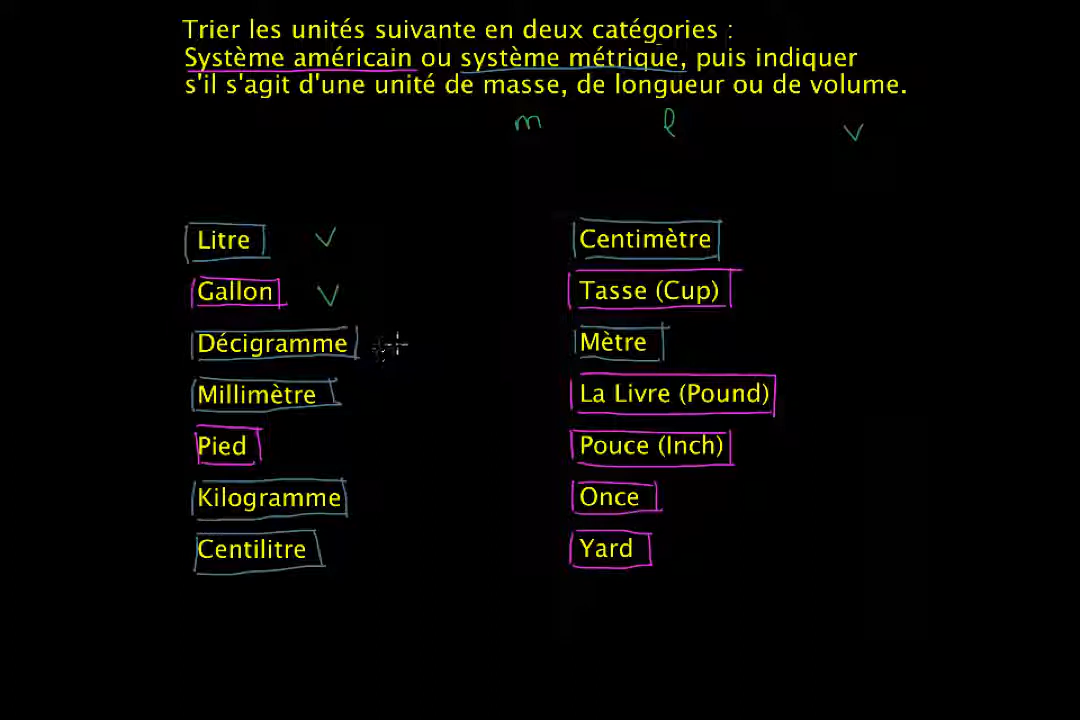 Trier les unités suivante en deux catégories :
Système américain ou système métrique, puis indiquer
s'il s'agit d'une unité de masse, de longueur ou de volume.
m l v
Litre V
Gallon V
Décigramme
Millimètre
Pied
Kilogramme
Centilitre
Centimètre
Tasse (Cup)
Mètre
La Livre (Pound)
Pouce (Inch)
Once
Yard